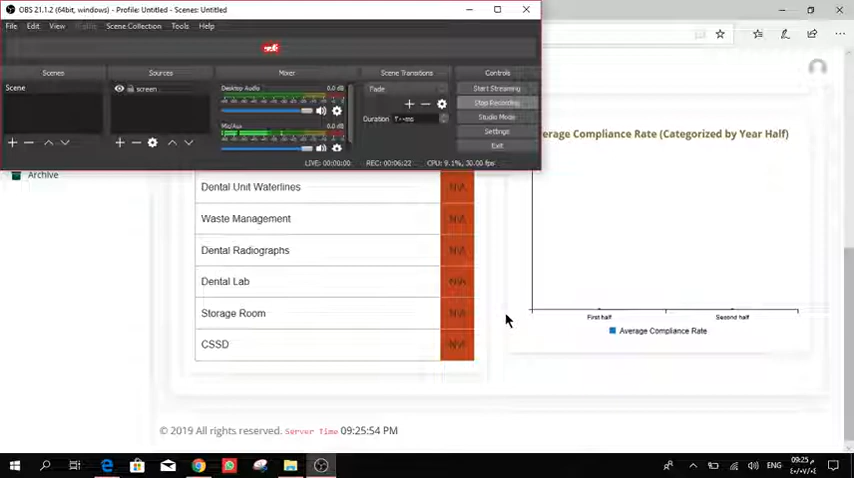 OBS 21.1.2 (64bit, windows) - Profile: Untitled - Scenes: Untitled
File Edit View Scene Collection Tools Help
Scenes Sources Mixer Scene Transitions Controls
Scene
screen
Desktop Audio 0.0 dB
Mic/Aux 0.0 dB
Fade
Duration ٣٠٠ms
Start Streaming
Stop Recording
Studio Mode
Settings
Exit
LIVE: 00:00:00 REC: 00:06:22 CPU: 9.1%, 30.00 fps
Archive
Average Compliance Rate (Categorized by Year Half)
Dental Unit Waterlines N/A
Waste Management N/A
Dental Radiographs N/A
Dental Lab N/A
Storage Room N/A
CSSD N/A
First half Second half
Average Compliance Rate
© 2019 All rights reserved. Server Time 09:25:54 PM
ENG
09:25